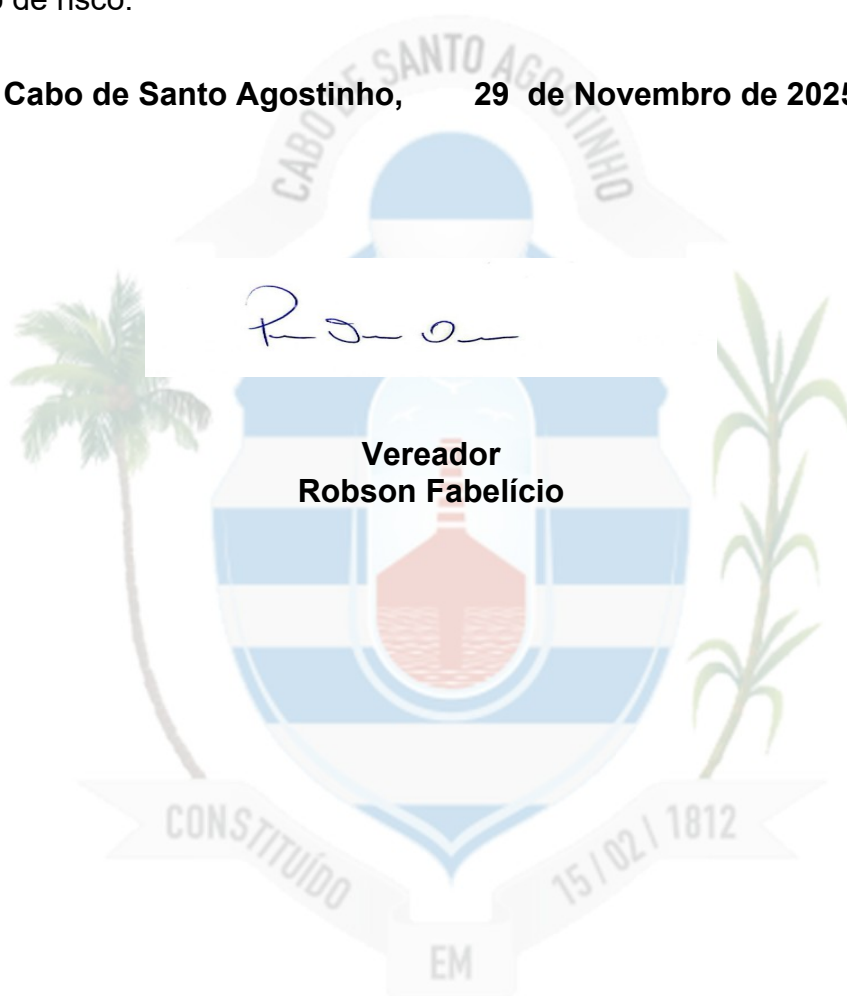 de risco.
CABO DE SANTO AGOSTINHO
Cabo de Santo Agostinho, 29 de Novembro de 2025
Vereador
Robson Fabelício
CONSTITUÍDO 15/02/1812
EM